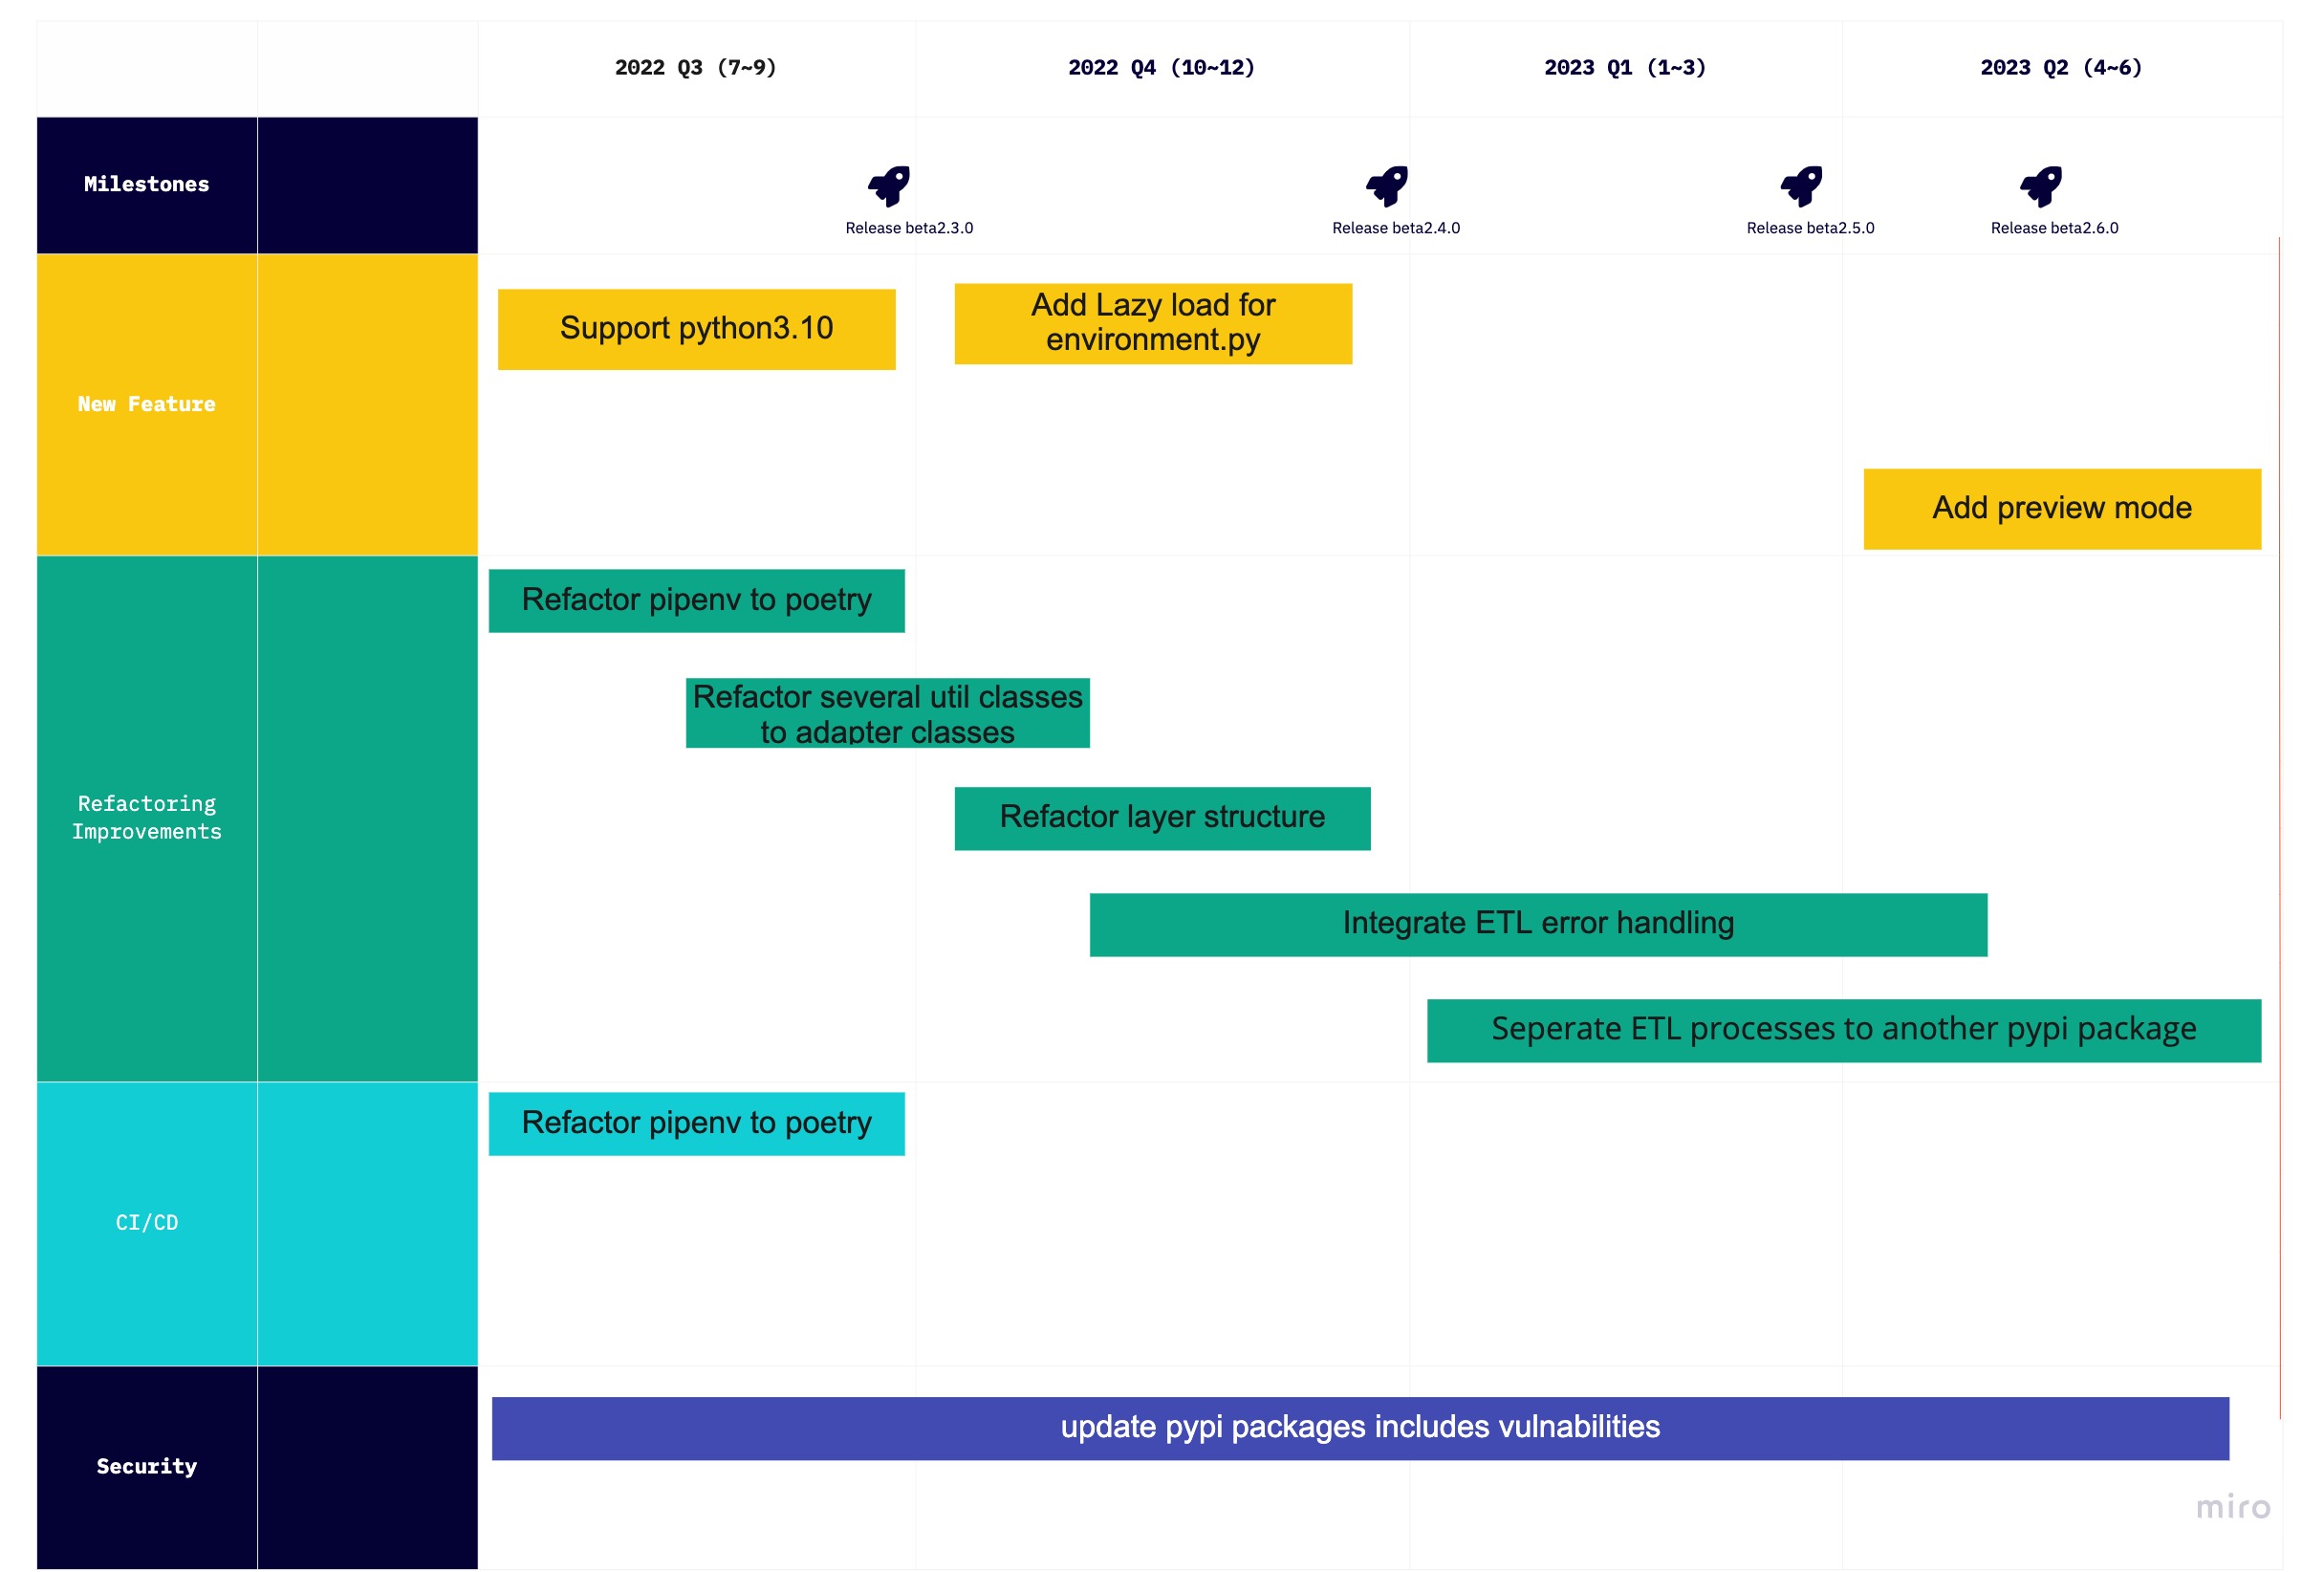 2022 Q3 (7~9)
2022 Q4 (10~12)
2023 Q1 (1~3)
2023 Q2 (4~6)
Milestones
Release beta2.3.0
Release beta2.4.0
Release beta2.5.0
Release beta2.6.0
New Feature
Support python3.10
Add Lazy load for
environment.py
Add preview mode
Refactoring
Improvements
Refactor pipenv to poetry
Refactor several util classes
to adapter classes
Refactor layer structure
Integrate ETL error handling
Seperate ETL processes to another pypi package
CI/CD
Refactor pipenv to poetry
Security
update pypi packages includes vulnabilities
miro